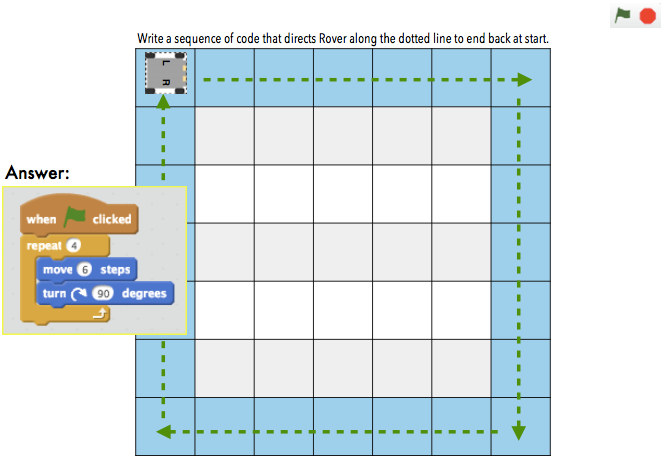 Write a sequence of code that directs Rover along the dotted line to end back at start.
L
R
Answer:
when clicked
repeat 4
move 6 steps
turn 90 degrees